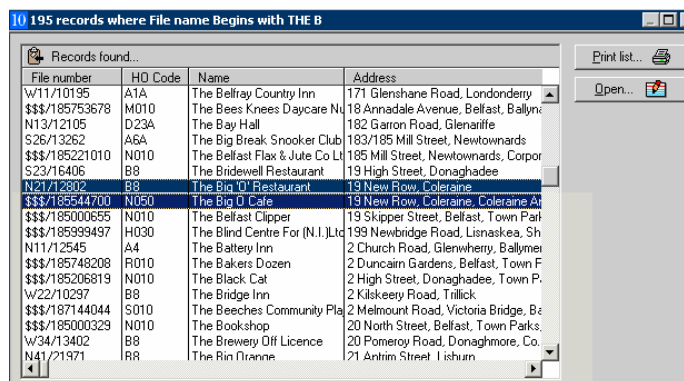 10 195 records where File name Begins with THE B
Records found...
Print list...
Open...
File number HO Code Name Address
W11/10195 A1A The Belfray Country Inn 171 Glenshane Road, Londonderry
$$$/185753678 M010 The Bees Knees Daycare Nu 18 Annadale Avenue, Belfast, Ballyna
N13/12105 D23A The Bay Hall 182 Garron Road, Glenariffe
S26/13262 A6A The Big Break Snooker Club 183/185 Mill Street, Newtownards
$$$/185221010 N010 The Belfast Flax & Jute Co Lt 185 Mill Street, Newtownards, Corpor
S23/16406 B8 The Bridewell Restaurant 19 High Street, Donaghadee
N21/12802 B8 The Big 'O' Restaurant 19 New Row, Coleraine
$$$/185544700 N050 The Big O Cafe 19 New Row, Coleraine, Coleraine An
$$$/185000655 N010 The Belfast Clipper 19 Skipper Street, Belfast, Town Park
$$$/185999497 H030 The Blind Centre For (N.I.)Ltd 199 Newbridge Road, Lisnaskea, Sh
N11/12545 A4 The Battery Inn 2 Church Road, Glenwherry, Ballymen
$$$/185748208 R010 The Bakers Dozen 2 Duncairn Gardens, Belfast, Town F
$$$/185206819 N010 The Black Cat 2 High Street, Donaghadee, Town P
W22/10297 B8 The Bridge Inn 2 Kilskeery Road, Trillick
$$$/187144044 S010 The Beeches Community Pla 2 Melmount Road, Victoria Bridge, Ba
$$$/185000329 N010 The Bookshop 20 North Street, Belfast, Town Parks,
W34/13402 B8 The Brewery Off Licence 20 Pomeroy Road, Donaghmore, Co.
N41/21971 B8 The Big Orange 21 Antrim Street, Lisburn